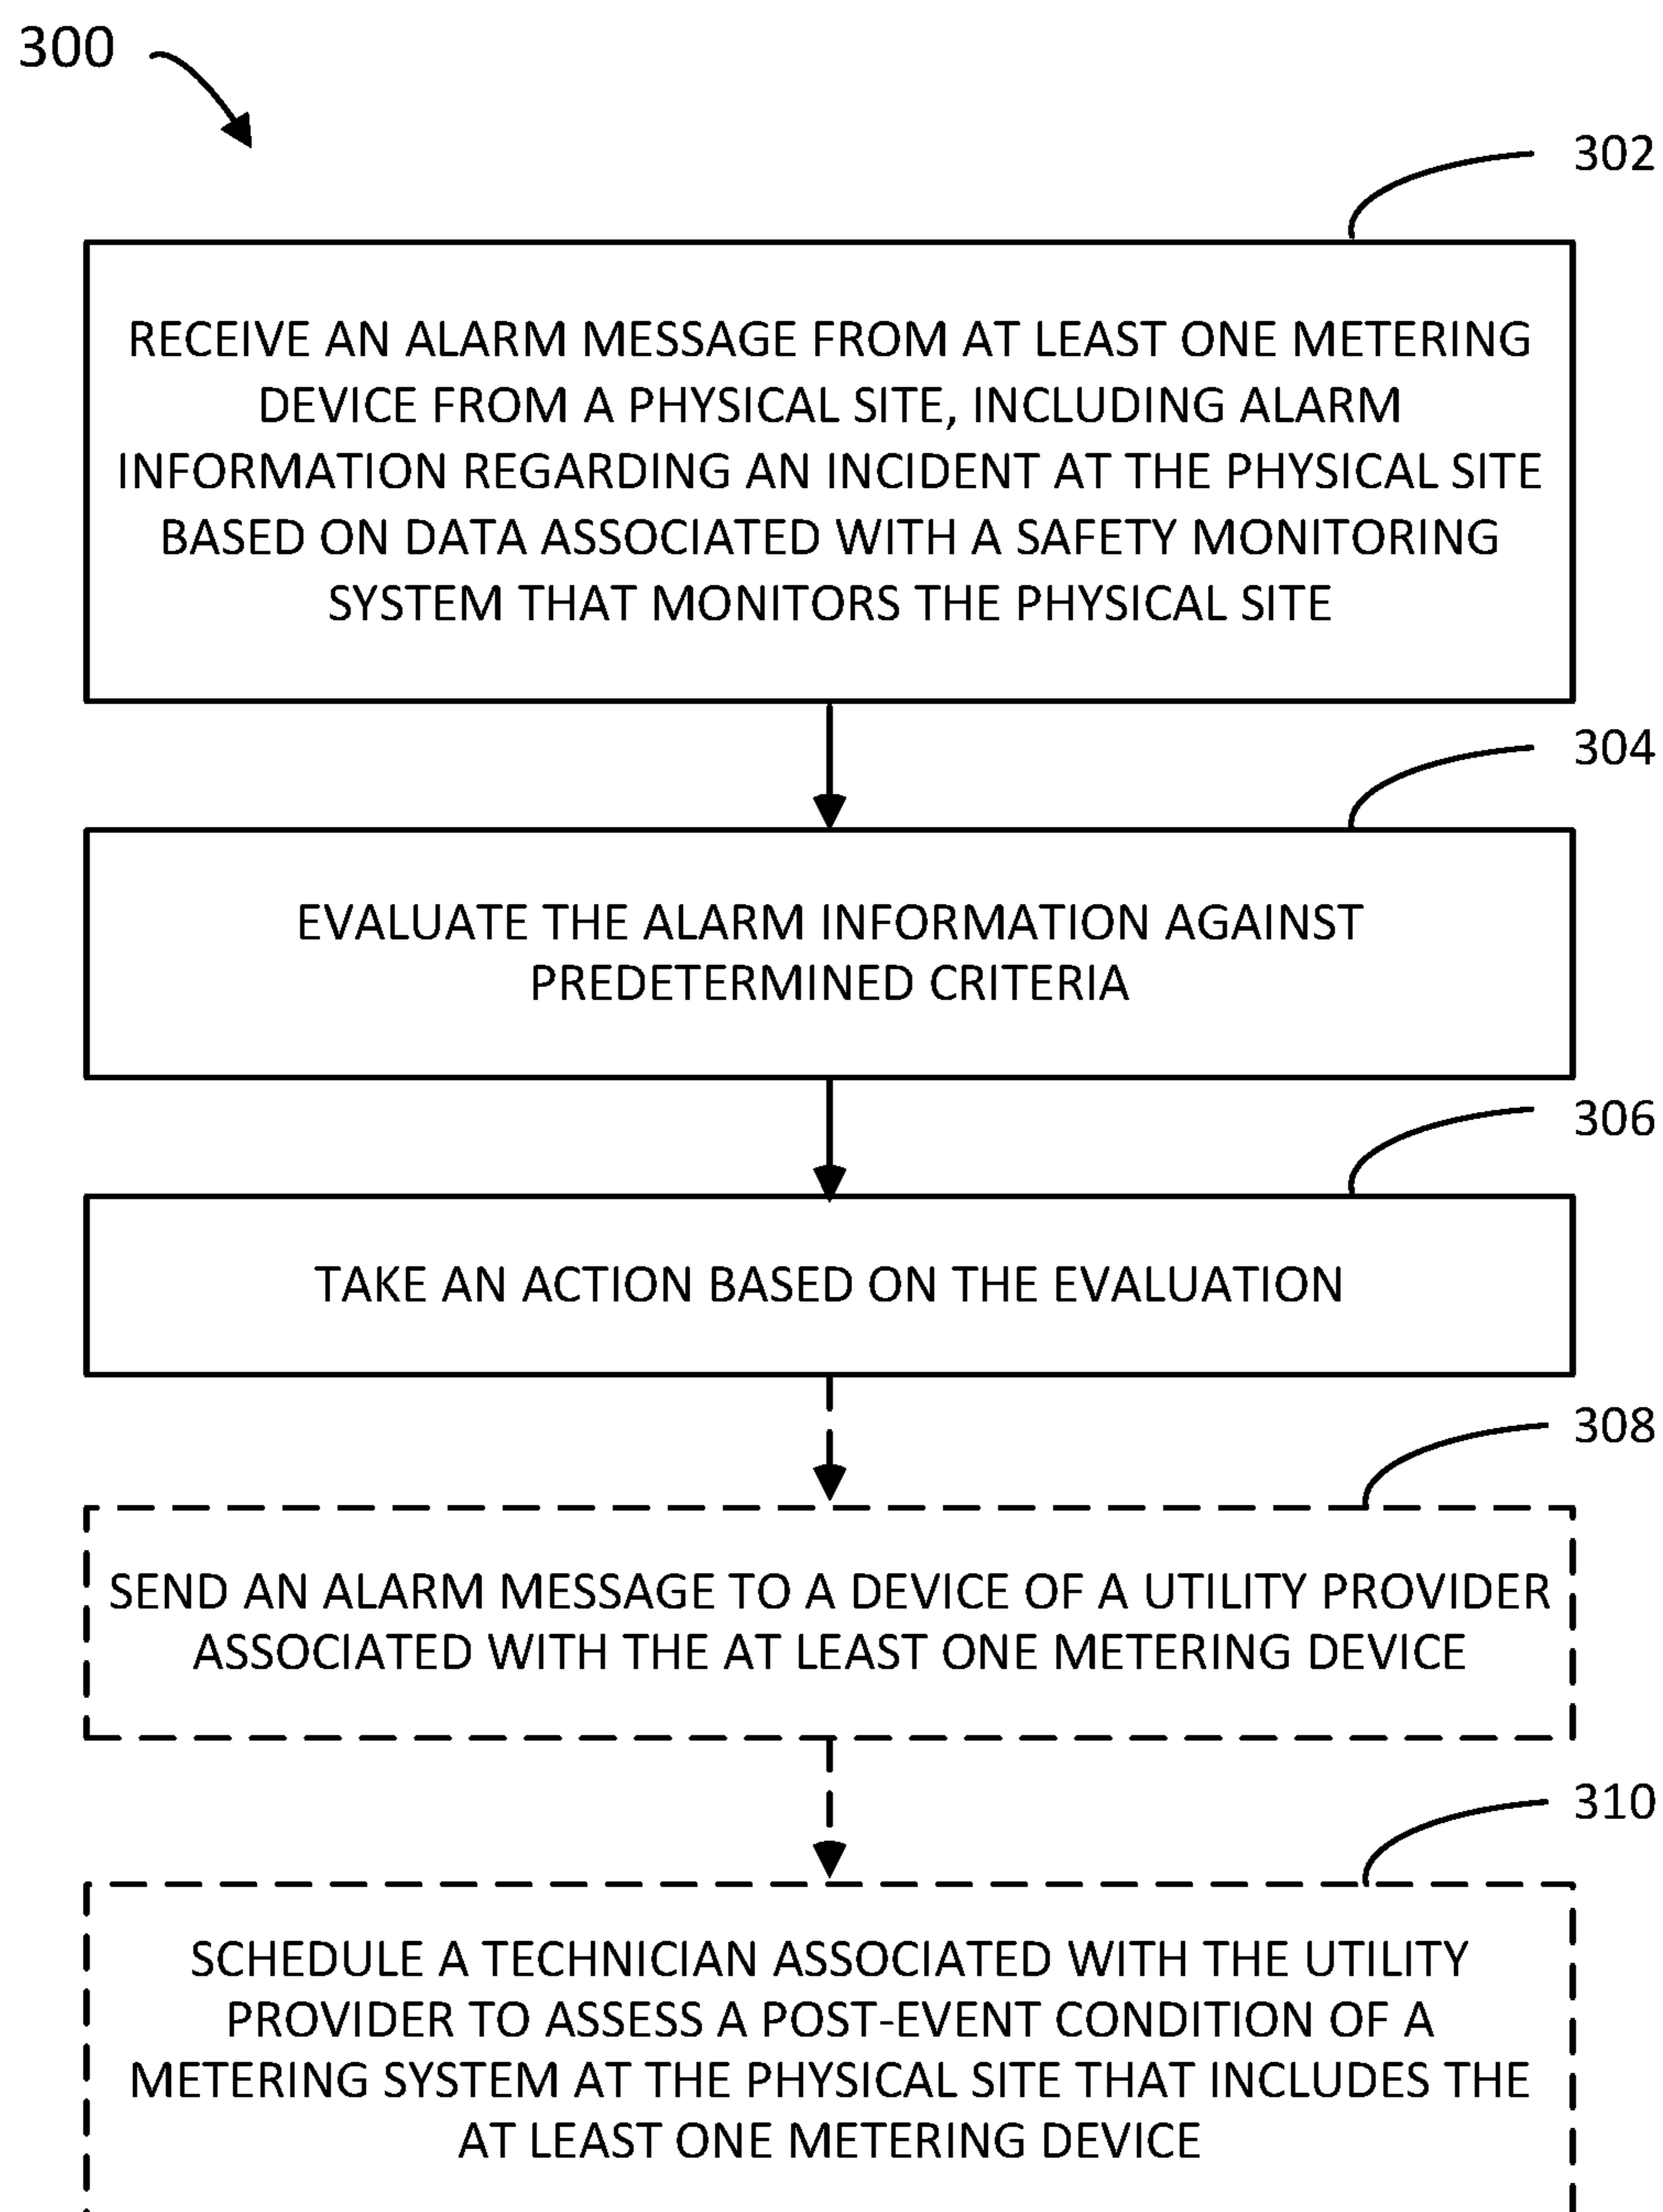 300
302
RECEIVE AN ALARM MESSAGE FROM AT LEAST ONE METERING
DEVICE FROM A PHYSICAL SITE, INCLUDING ALARM
INFORMATION REGARDING AN INCIDENT AT THE PHYSICAL SITE
BASED ON DATA ASSOCIATED WITH A SAFETY MONITORING
SYSTEM THAT MONITORS THE PHYSICAL SITE
304
EVALUATE THE ALARM INFORMATION AGAINST
PREDETERMINED CRITERIA
306
TAKE AN ACTION BASED ON THE EVALUATION
308
SEND AN ALARM MESSAGE TO A DEVICE OF A UTILITY PROVIDER
ASSOCIATED WITH THE AT LEAST ONE METERING DEVICE
310
SCHEDULE A TECHNICIAN ASSOCIATED WITH THE UTILITY
PROVIDER TO ASSESS A POST-EVENT CONDITION OF A
METERING SYSTEM AT THE PHYSICAL SITE THAT INCLUDES THE
AT LEAST ONE METERING DEVICE